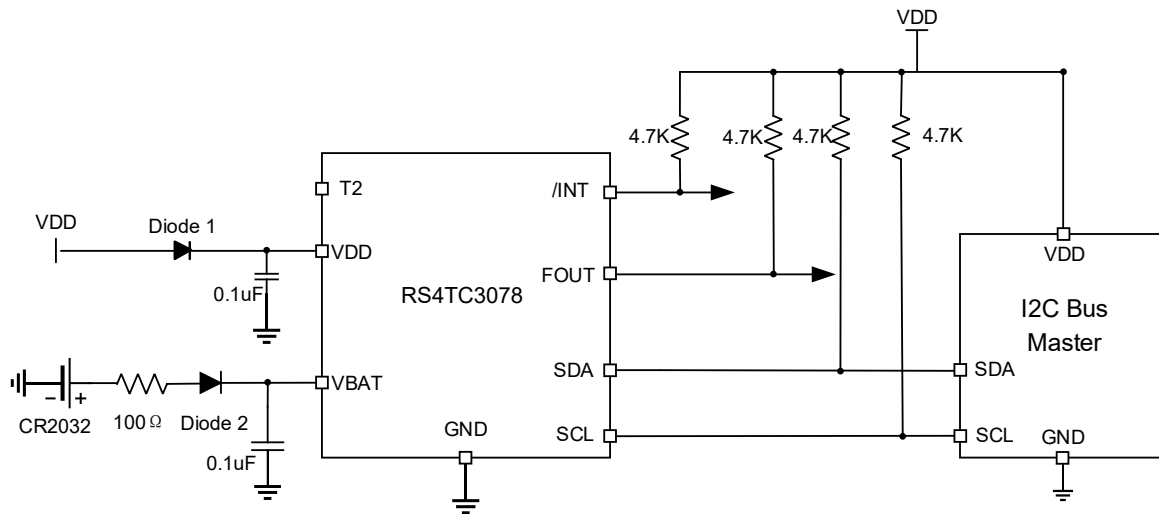 VDD
4.7K
4.7K
4.7K
4.7K
T2
/INT
VDD
Diode 1
VDD
VDD
0.1uF
FOUT
RS4TC3078
I2C Bus
Master
SDA
SDA
VBAT
− +
CR2032
100Ω
Diode 2
GND
SCL
SCL
GND
0.1uF